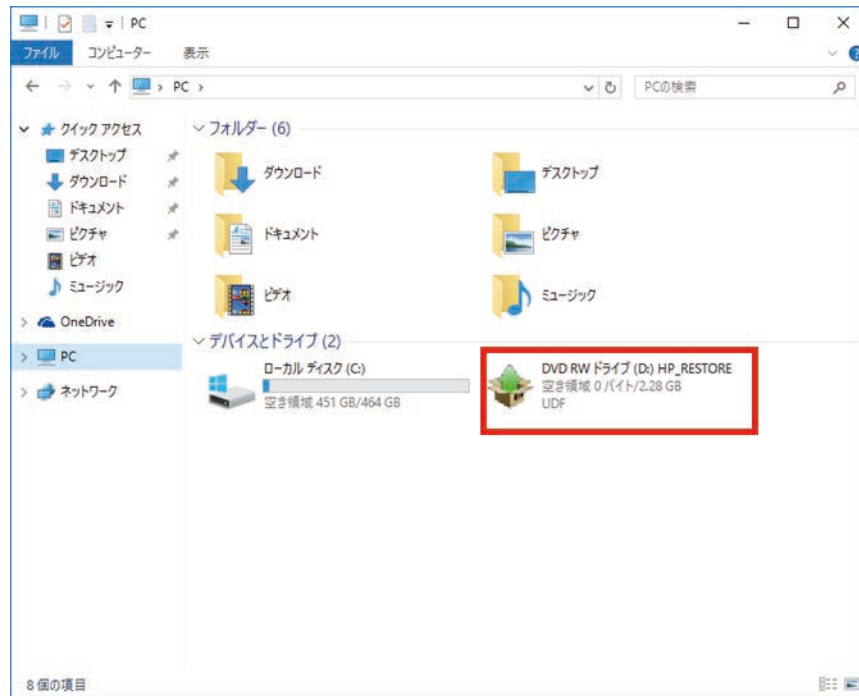 PC
ファイル コンピューター 表示
PC
PCの検索
クイック アクセス
デスクトップ
ダウンロード
ドキュメント
ピクチャ
ビデオ
ミュージック
OneDrive
PC
ネットワーク
フォルダー (6)
ダウンロード
デスクトップ
ドキュメント
ピクチャ
ビデオ
ミュージック
デバイスとドライブ (2)
ローカル ディスク (C:)
空き領域 451 GB/464 GB
DVD RW ドライブ (D:) HP_RESTORE
空き領域 0 バイト/2.28 GB
UDF
8 個の項目